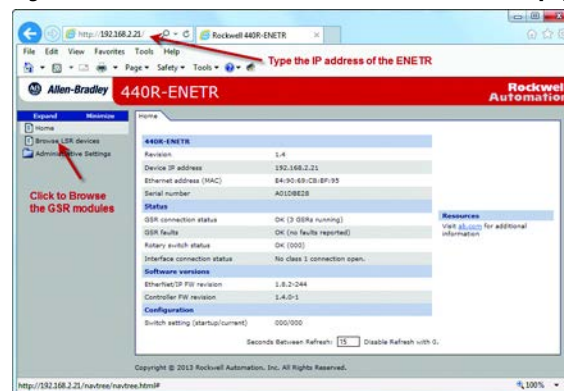 http://192.168.2.21/
Rockwell 440R-ENETR
File Edit View Favorites Tools Help
Page Safety Tools
Type the IP address of the ENETR
Allen-Bradley
440R-ENETR
Rockwel
Automation
Expand Minimize
Home
Browse LSR devices
Administrative Settings
Click to Browse
the GSR modules
Home
440R-ENETR
Revision 1.4
Device IP address 192.168.2.21
Ethernet address (MAC) E4:90:69:CB:EF:95
Serial number A01D8E28
Status
GSR connection status OK (3 GSRs running)
GSR faults OK (no faults reported)
Rotary switch status OK (000)
Interface connection status No class 1 connection open.
Software versions
EtherNet/IP FW revision 1.8.2-244
Controller FW revision 1.4.0-1
Configuration
Switch setting (startup/current) 000/000
Resources
Visit ab.com for additional
information
Seconds Between Refresh: 15 Disable Refresh with 0.
Copyright © 2013 Rockwell Automation, Inc. All Rights Reserved.
http://192.168.2.21/navtree/navtree.html#
100%